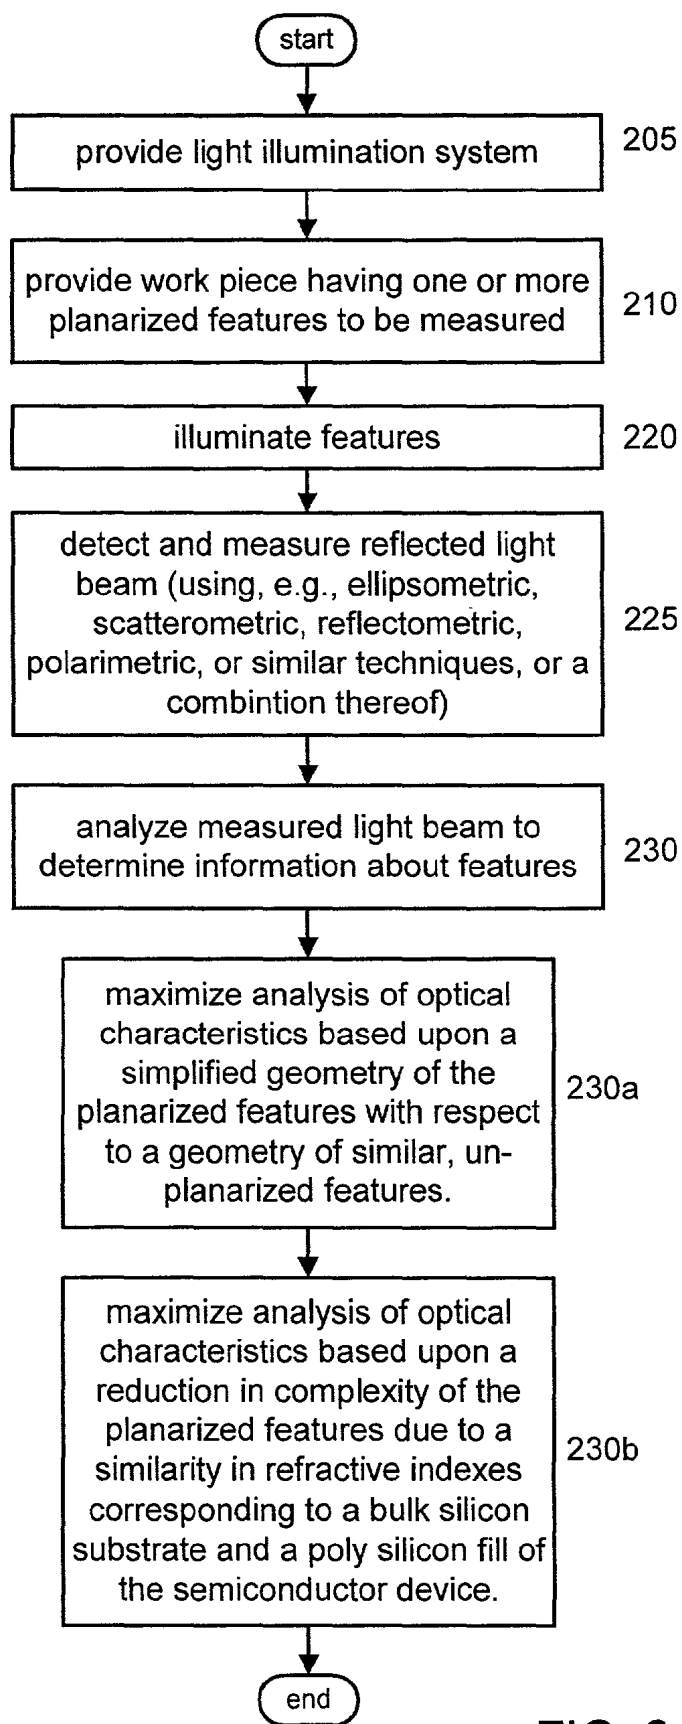 start
provide light illumination system
205
provide work piece having one or more
planarized features to be measured
210
illuminate features
220
detect and measure reflected light
beam (using, e.g., ellipsometric,
scatterometric, reflectometric,
polarimetric, or similar techniques, or a
combintion thereof)
225
analyze measured light beam to
determine information about features
230
maximize analysis of optical
characteristics based upon a
simplified geometry of the
planarized features with respect
to a geometry of similar, un-
planarized features.
230a
maximize analysis of optical
characteristics based upon a
reduction in complexity of the
planarized features due to a
similarity in refractive indexes
corresponding to a bulk silicon
substrate and a poly silicon fill of
the semiconductor device.
230b
end